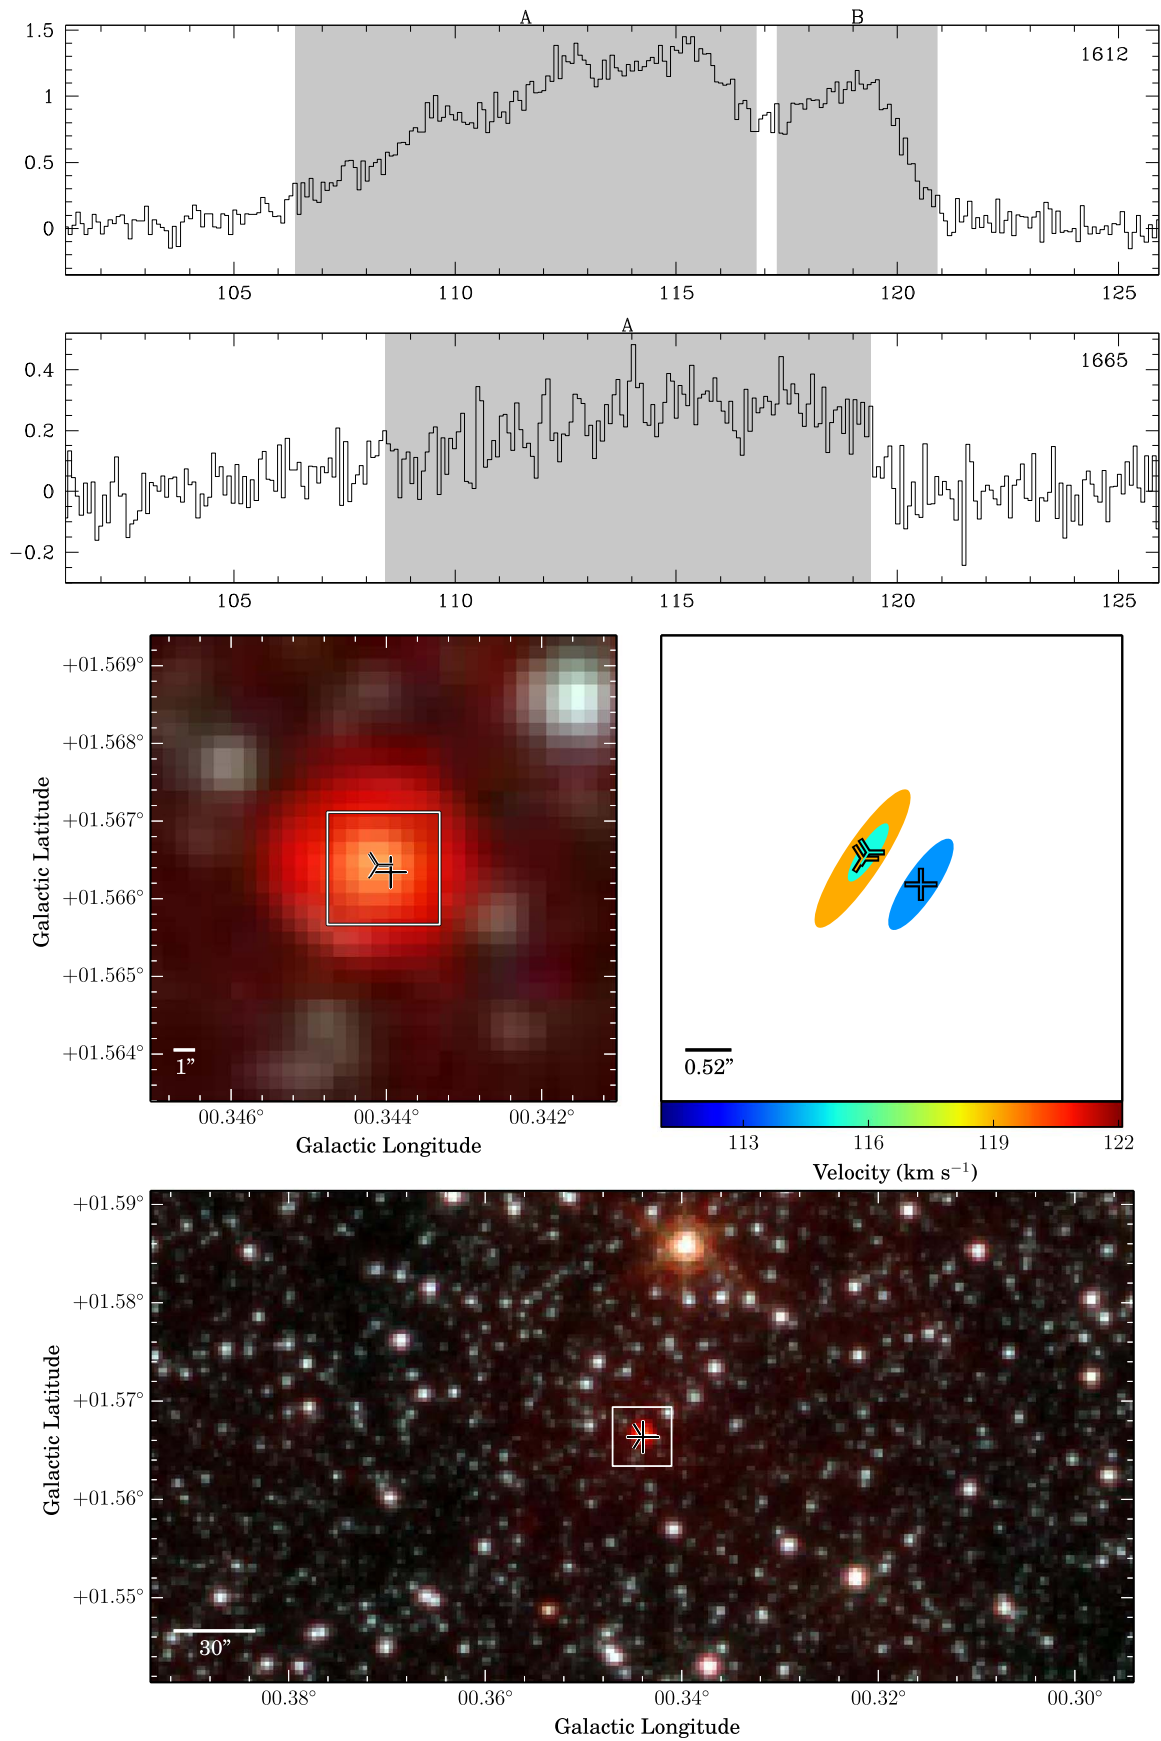 A B
1612
1.5
1
0.5
0
105 110 115 120 125
A
1665
0.4
0.2
0
−0.2
105 110 115 120 125
+01.569°
+01.568°
+01.567°
+01.566°
+01.565°
+01.564°
Galactic Latitude
1”
00.346° 00.344° 00.342°
Galactic Longitude
0.52”
113 116 119 122
Velocity (km s−1)
+01.59°
+01.58°
+01.57°
+01.56°
+01.55°
Galactic Latitude
30”
00.38° 00.36° 00.34° 00.32° 00.30°
Galactic Longitude